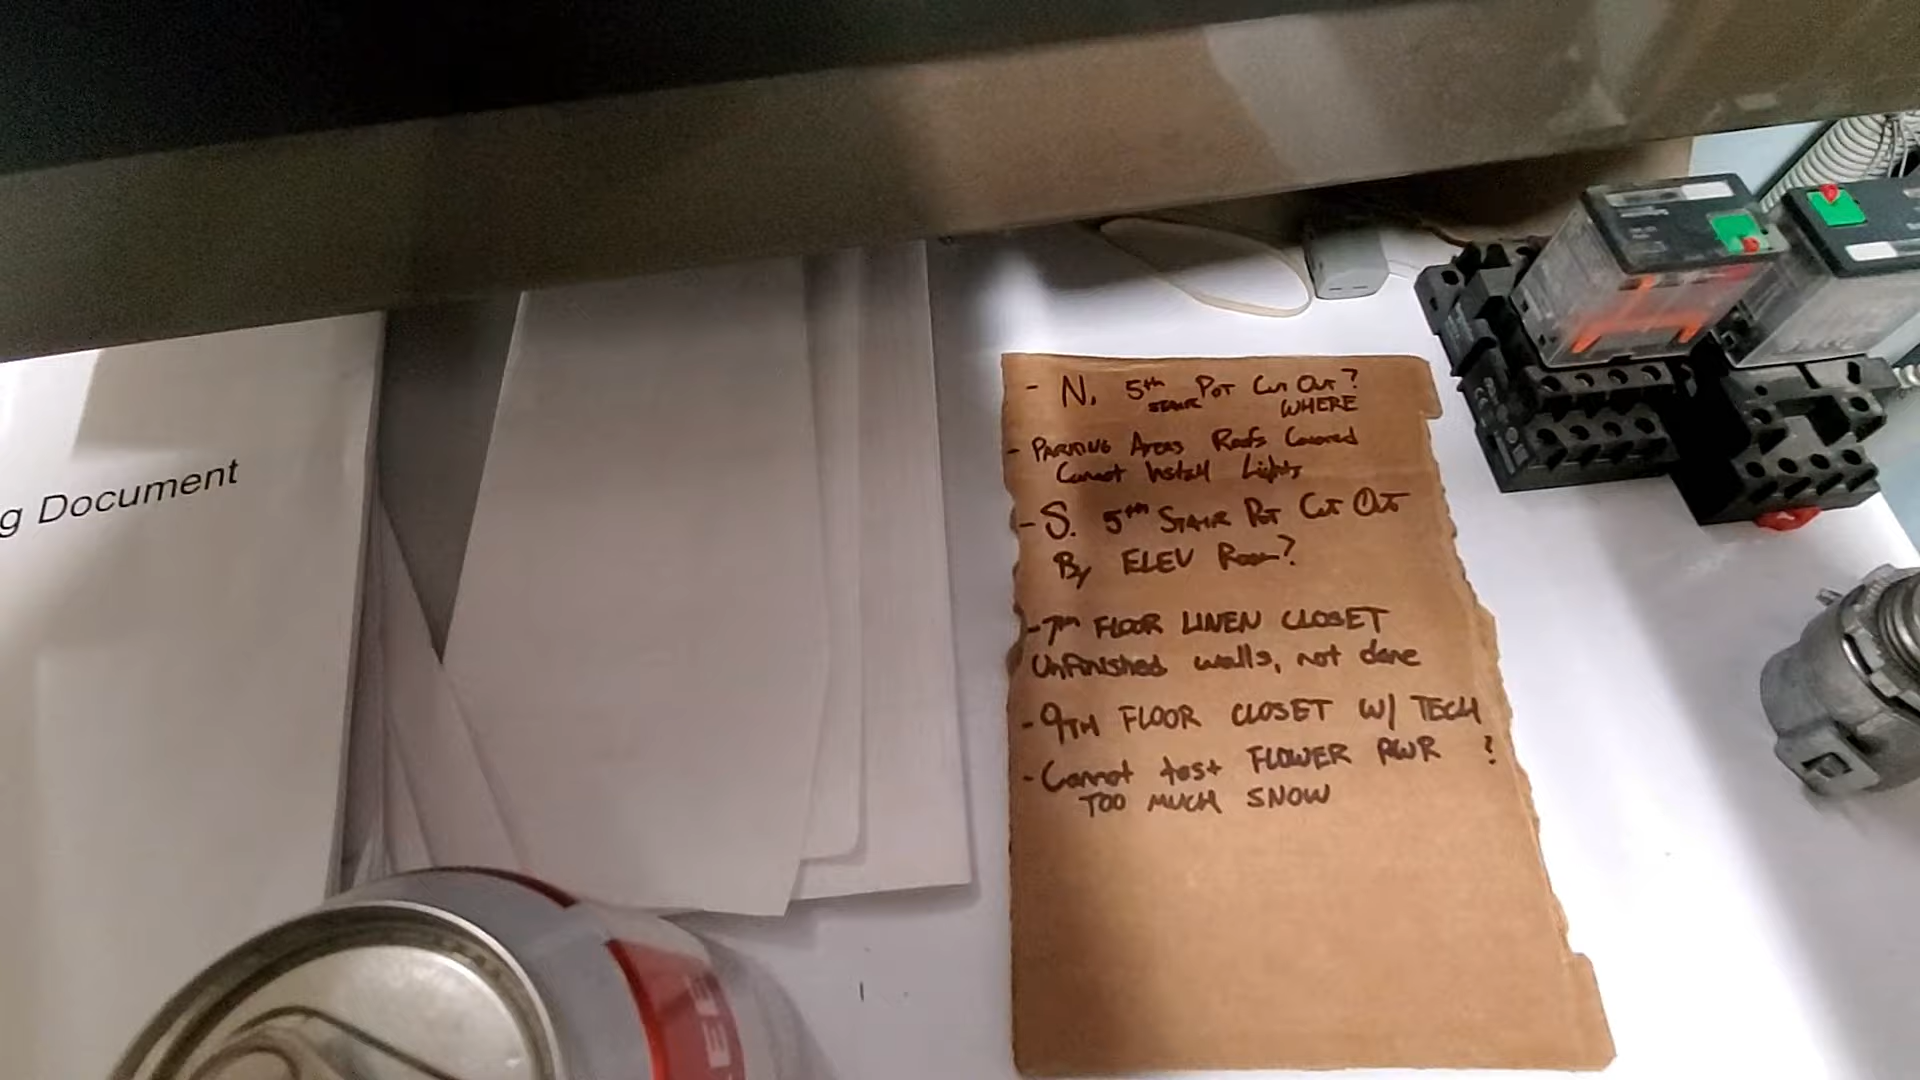 g Document
- N. 5th Pot Cut Out?
STAIR WHERE
- PARKING Areas Roofs Covered
Cannot Install Lights
- S. 5th STAIR POT CUT OUT
By ELEV Room?
- 7th FLOOR LINEN CLOSET
Unfinished walls, not done
- 9TH FLOOR CLOSET W/ TECH
- Cannot test FLOWER PWR ?
TOO MUCH SNOW